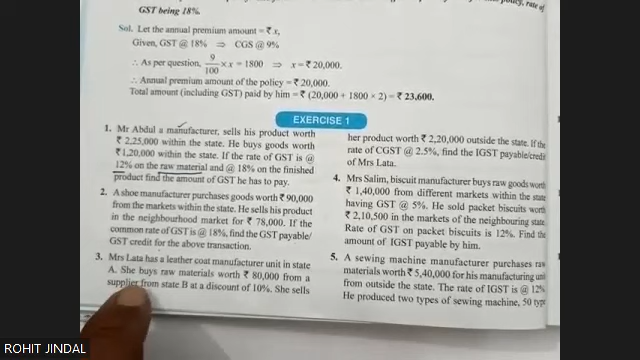 GST being 18%.
Sol. Let the annual premium amount = ₹ x,
Given, GST @ 18% ⇒ CGS @ 9%
∴ As per question, 9/100 × x = 1800 ⇒ x = ₹ 20,000.
∴ Annual premium amount of the policy = ₹ 20,000.
Total amount (including GST) paid by him = ₹ (20,000 + 1800 × 2) = ₹ 23,600.
EXERCISE 1
1. Mr Abdul a manufacturer, sells his product worth
₹ 2,25,000 within the state. He buys goods worth
₹ 1,20,000 within the state. If the rate of GST is @
12% on the raw material and @ 18% on the finished
product find the amount of GST he has to pay.
2. A shoe manufacturer purchases goods worth ₹ 90,000
from the markets within the state. He sells his product
in the neighbourhood market for ₹ 78,000. If the
common rate of GST is @ 18%, find the GST payable/
GST credit for the above transaction.
3. Mrs Lata has a leather coat manufacturer unit in state
A. She buys raw materials worth ₹ 80,000 from a
supplier from state B at a discount of 10%. She sells
her product worth ₹ 2,20,000 outside the state. If the
rate of CGST @ 2.5%, find the IGST payable/credit
of Mrs Lata.
4. Mrs Salim, biscuit manufacturer buy raw goods worth
₹ 1,40,000 from different markets within the state
having GST @ 5%. He sold packet biscuits worth
₹ 2,10,500 in the markets of the neighbouring state.
Rate of GST on packet biscuits is 12%. Find the
amount of IGST payable by him.
5. A sewing machine manufacturer purchases raw
materials worth ₹ 5,40,000 for his manufacturing unit
from outside the state. The rate of IGST is @ 12%
He produced two types of sewing machine, 50 type
ROHIT JINDAL